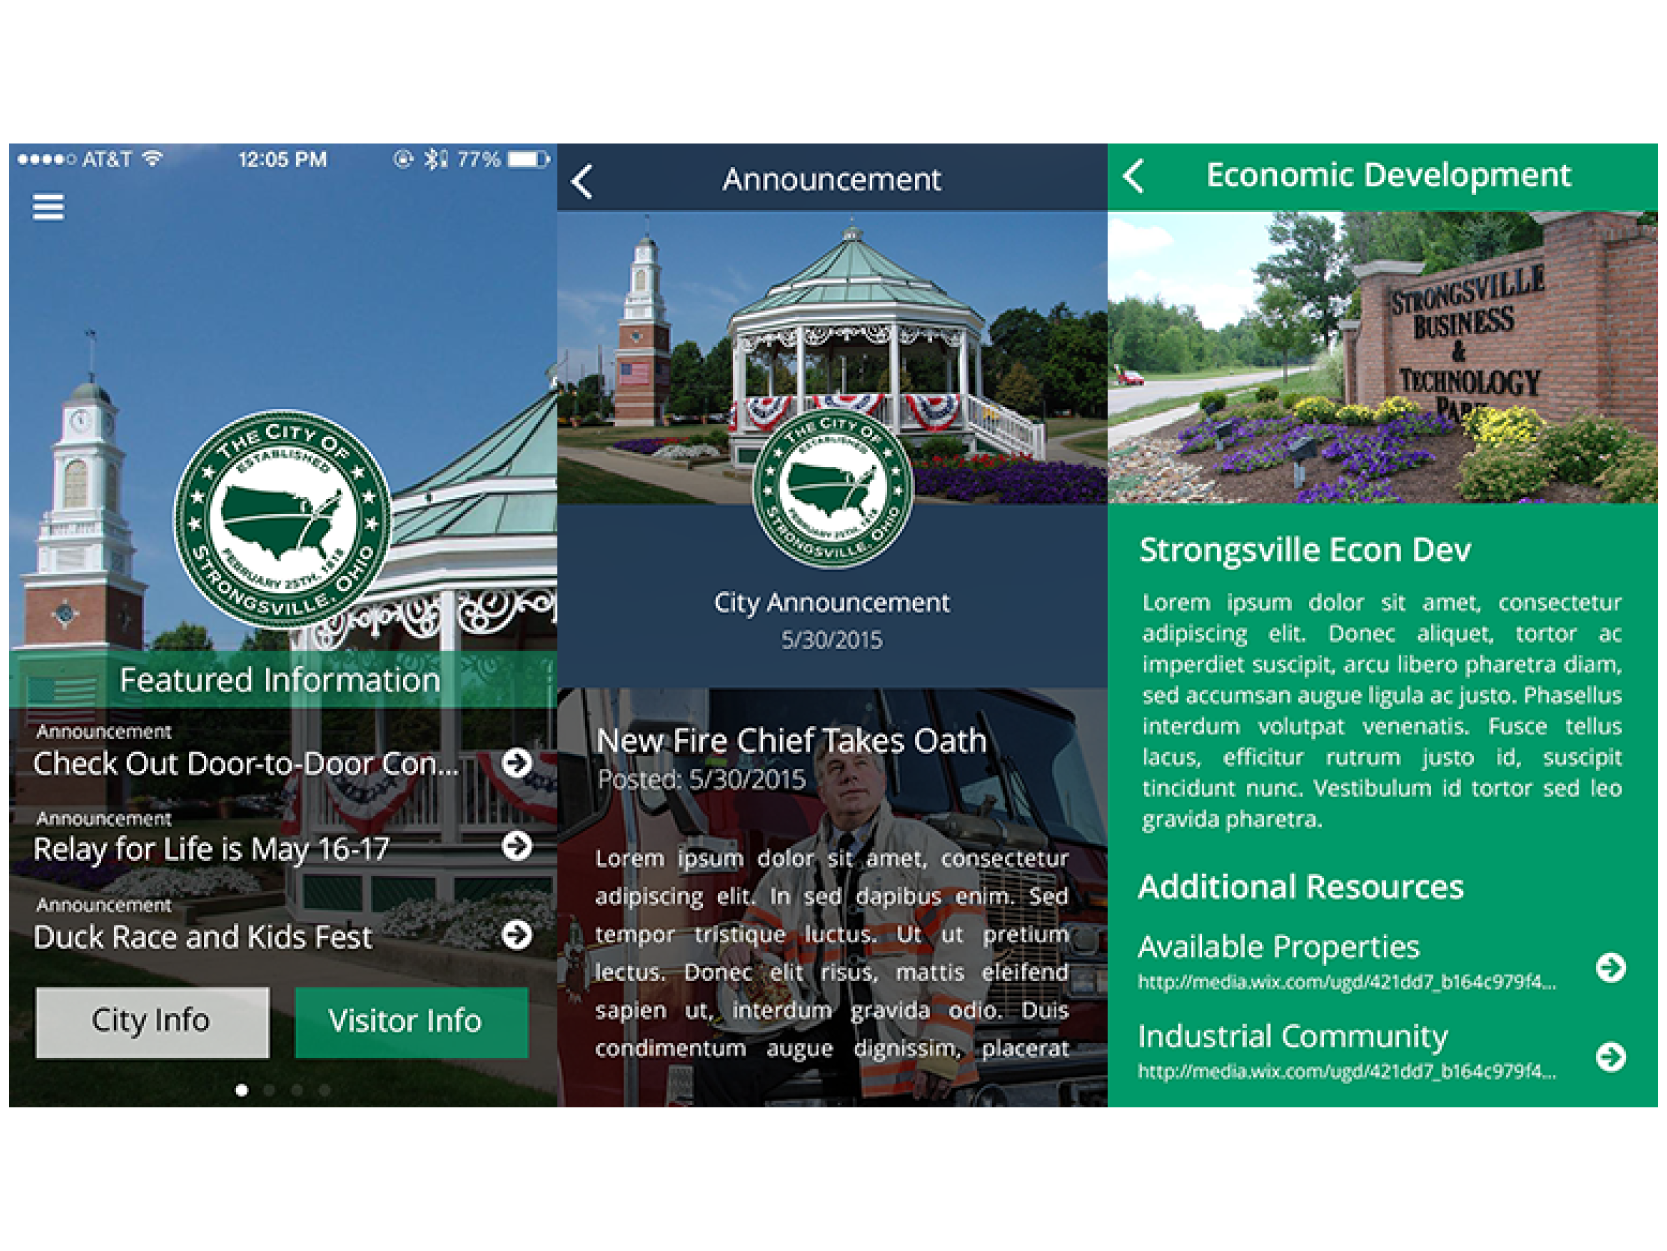 AT&T 12:05 PM 77%
THE CITY OF
ESTABLISHED
FEBRUARY 25TH, 1818
STRONGSVILLE, OHIO
Featured Information
Announcement
Check Out Door-to-Door Con...
Announcement
Relay for Life is May 16-17
Announcement
Duck Race and Kids Fest
City Info
Visitor Info
Announcement
THE CITY OF
ESTABLISHED
FEBRUARY 25TH, 1818
STRONGSVILLE, OHIO
City Announcement
5/30/2015
New Fire Chief Takes Oath
Posted: 5/30/2015
Lorem ipsum dolor sit amet, consectetur
adipiscing elit. In sed dapibus enim. Sed
tempor tristique luctus. Ut ut pretium
lectus. Donec elit risus, mattis eleifend
sapien ut, interdum gravida odio. Duis
condimentum augue dignissim, placerat
Economic Development
STRONGSVILLE
BUSINESS
&
TECHNOLOGY
PARK
Strongsville Econ Dev
Lorem ipsum dolor sit amet, consectetur
adipiscing elit. Donec aliquet, tortor ac
imperdiet suscipit, arcu libero pharetra diam,
sed accumsan augue ligula ac justo. Phasellus
interdum volutpat venenatis. Fusce tellus
lacus, efficitur rutrum justo id, suscipit
tincidunt nunc. Vestibulum id tortor sed leo
gravida pharetra.
Additional Resources
Available Properties
http://media.wix.com/ugd/421dd7_b164c979f4...
Industrial Community
http://media.wix.com/ugd/421dd7_b164c979f4...